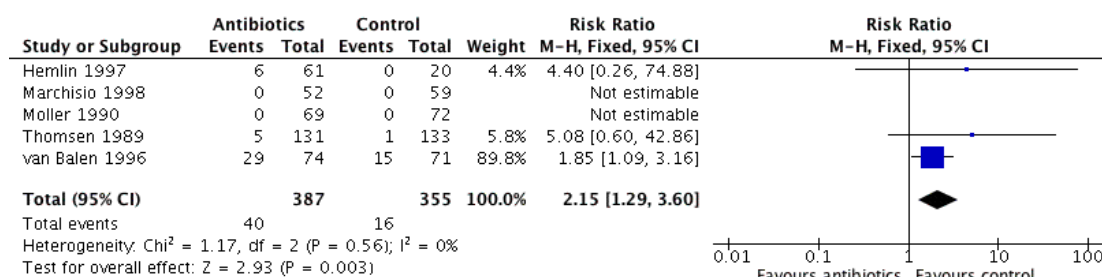 Antibiotics Control Risk Ratio Risk Ratio
Study or Subgroup Events Total Events Total Weight M-H, Fixed, 95% CI M-H, Fixed, 95% CI
Hemlin 1997 6 61 0 20 4.4% 4.40 [0.26, 74.88]
Marchisio 1998 0 52 0 59 Not estimable
Moller 1990 0 69 0 72 Not estimable
Thomsen 1989 5 131 1 133 5.8% 5.08 [0.60, 42.86]
van Balen 1996 29 74 15 71 89.8% 1.85 [1.09, 3.16]
Total (95% CI) 387 355 100.0% 2.15 [1.29, 3.60]
Total events 40 16
Heterogeneity: Chi² = 1.17, df = 2 (P = 0.56); I² = 0%
Test for overall effect: Z = 2.93 (P = 0.003)
0.01 0.1 1 10 100
Favours antibiotics Favours control